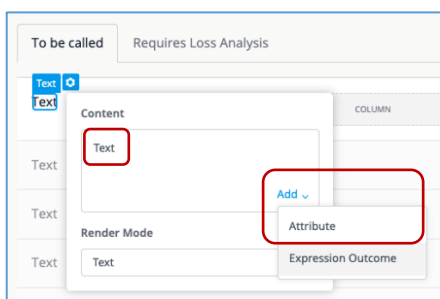 To be called Requires Loss Analysis
Text
Text
Content
COLUMN
Text
Text
Add
Text
Attribute
Render Mode
Expression Outcome
Text
Text